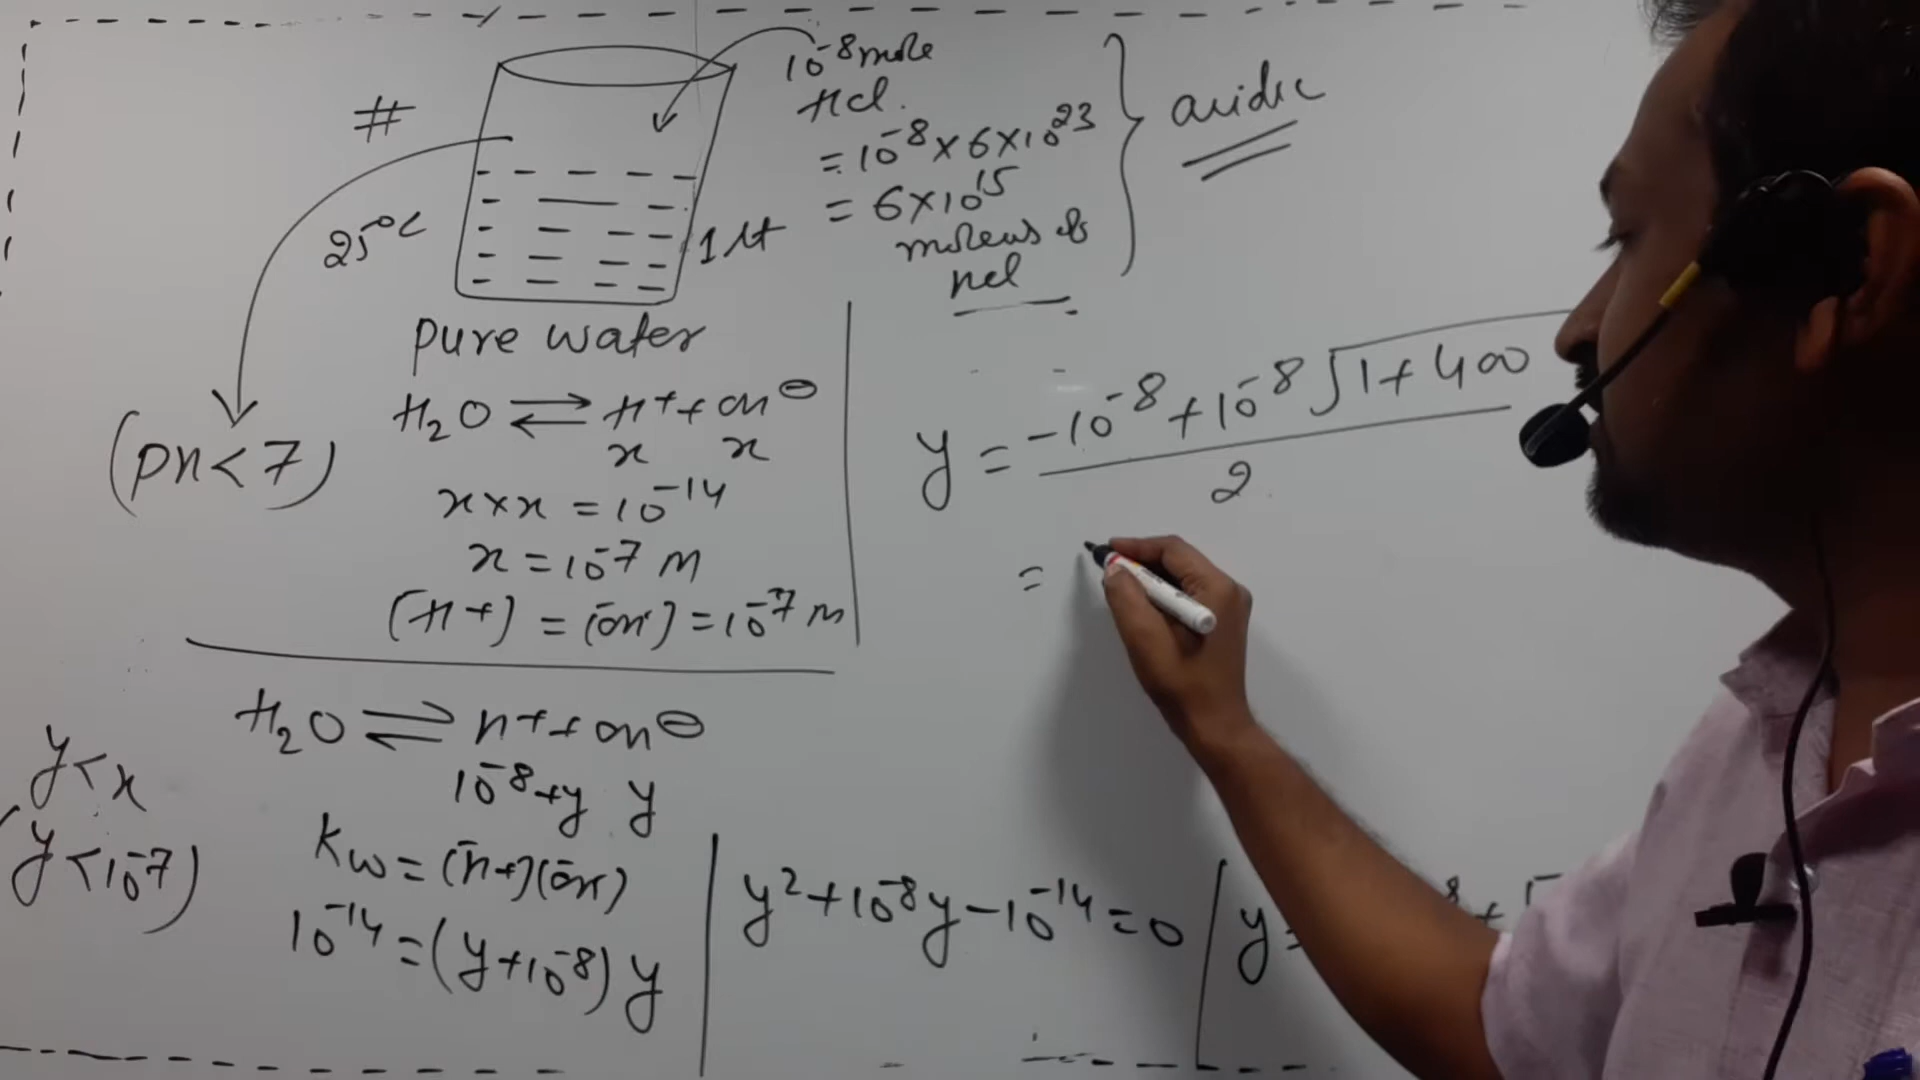 #
25°C
1 lt
10⁻⁸ mole
HCl.
= 10⁻⁸ × 6 × 10²³
= 6 × 10¹⁵
of
HCl
acidic
pure water
(pH < 7)
H₂O ⇌ H⁺ + OH⊖
x x
x × x = 10⁻¹⁴
x = 10⁻⁷ M
[H⁺] = [OH⁻] = 10⁻⁷ M
y = -10⁻⁸ + 10⁻⁸ √1 + 400
2
=
H₂O ⇌ H⁺ + OH⊖
10⁻⁸ + y y
y < x
(y < 10⁻⁷)
Kw = [H⁺][OH⁻]
10⁻¹⁴ = (y + 10⁻⁸) y
y² + 10⁻⁸y - 10⁻¹⁴ = 0
y =